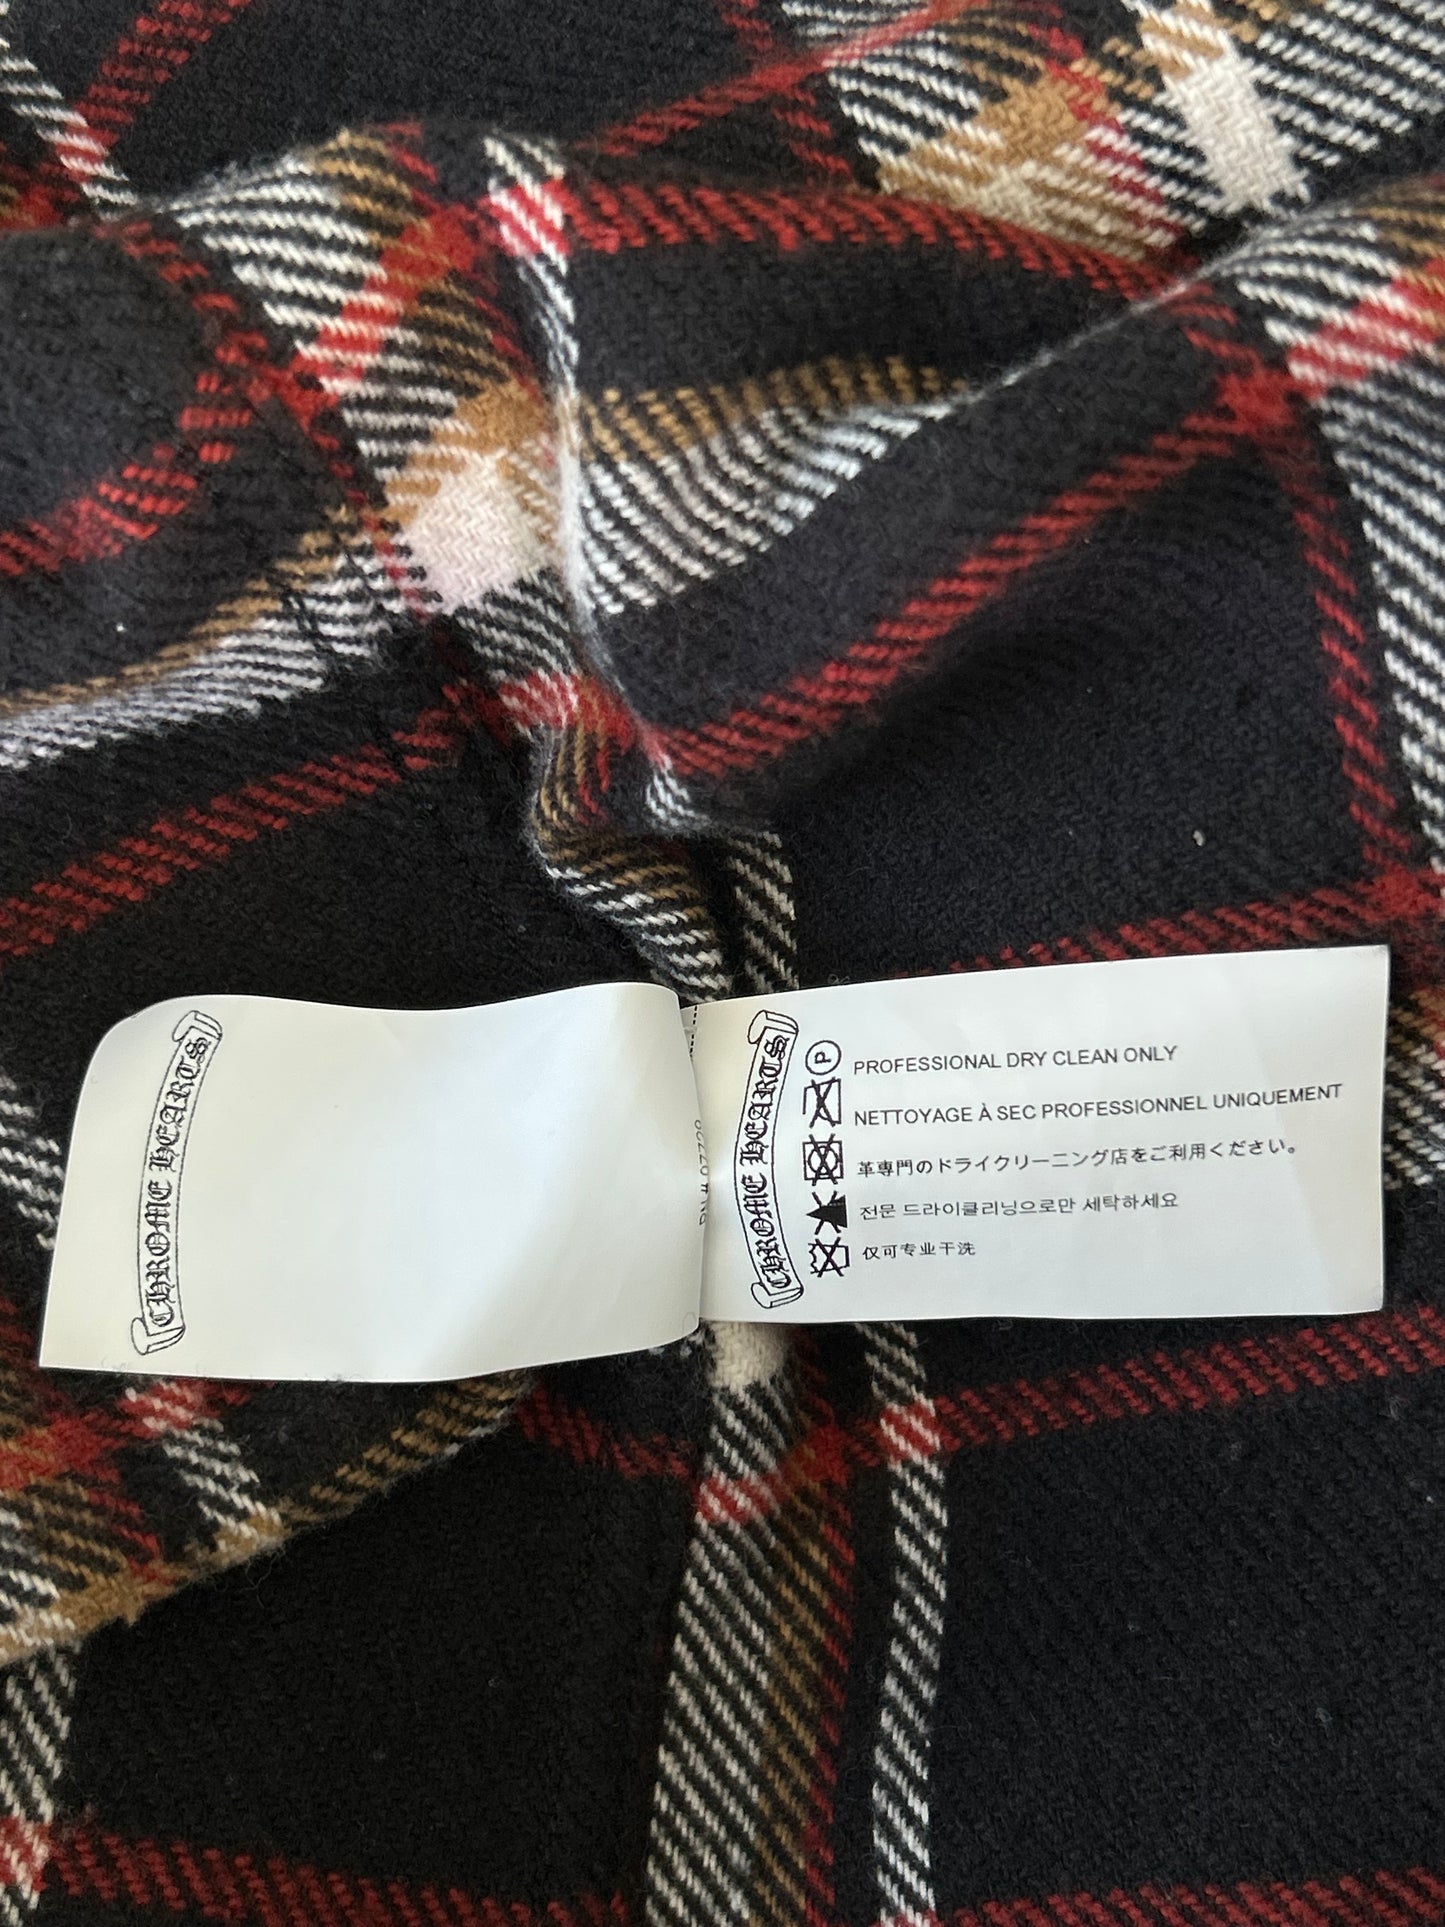 CHROME HEARTS
CHROME HEARTS
P
PROFESSIONAL DRY CLEAN ONLY
NETTOYAGE À SEC PROFESSIONNEL UNIQUEMENT
革専門のドライクリーニング店をご利用ください。
전문 드라이클리닝으로만 세탁하세요
仅可专业干洗